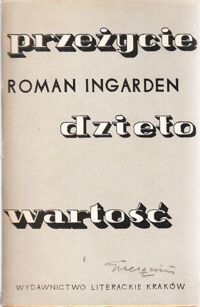 przeżycie
ROMAN INGARDEN
dzieło
wartość
WYDAWNICTWO LITERACKIE KRAKÓW